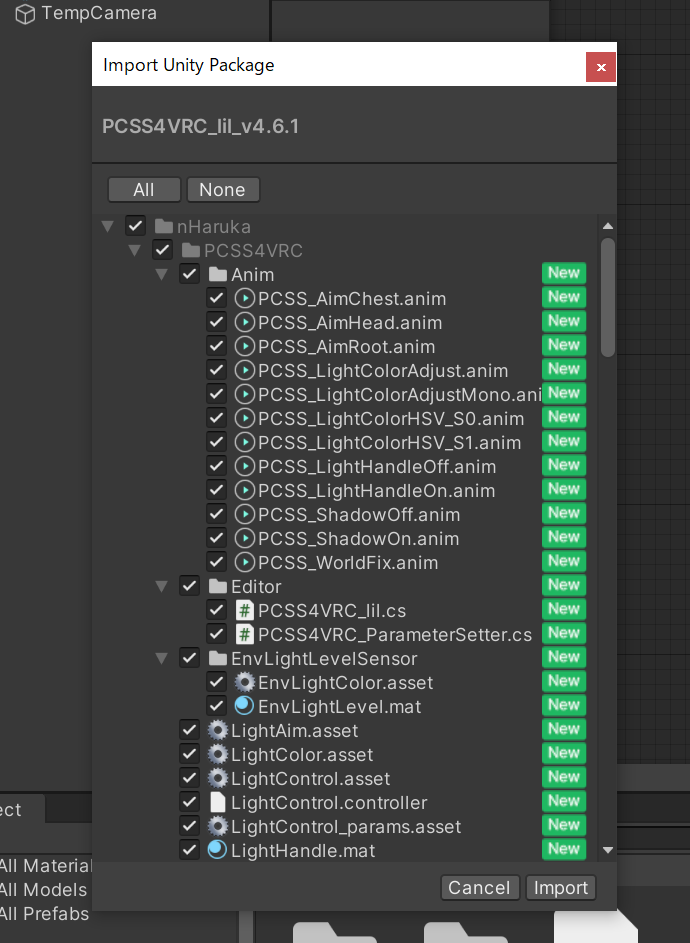 TempCamera
Import Unity Package
x
PCSS4VRC_lil_v4.6.1
All None
nHaruka
PCSS4VRC
Anim New
PCSS_AimChest.anim New
PCSS_AimHead.anim New
PCSS_AimRoot.anim New
PCSS_LightColorAdjust.anim New
PCSS_LightColorAdjustMono.ani New
PCSS_LightColorHSV_S0.anim New
PCSS_LightColorHSV_S1.anim New
PCSS_LightHandleOff.anim New
PCSS_LightHandleOn.anim New
PCSS_ShadowOff.anim New
PCSS_ShadowOn.anim New
PCSS_WorldFix.anim New
Editor New
# PCSS4VRC_lil.cs New
# PCSS4VRC_ParameterSetter.cs New
EnvLightLevelSensor New
EnvLightColor.asset New
EnvLightLevel.mat New
LightAim.asset New
LightColor.asset New
LightControl.asset New
LightControl.controller New
LightControl_params.asset New
LightHandle.mat New
ect
All Material
All Models
All Prefabs
Cancel Import